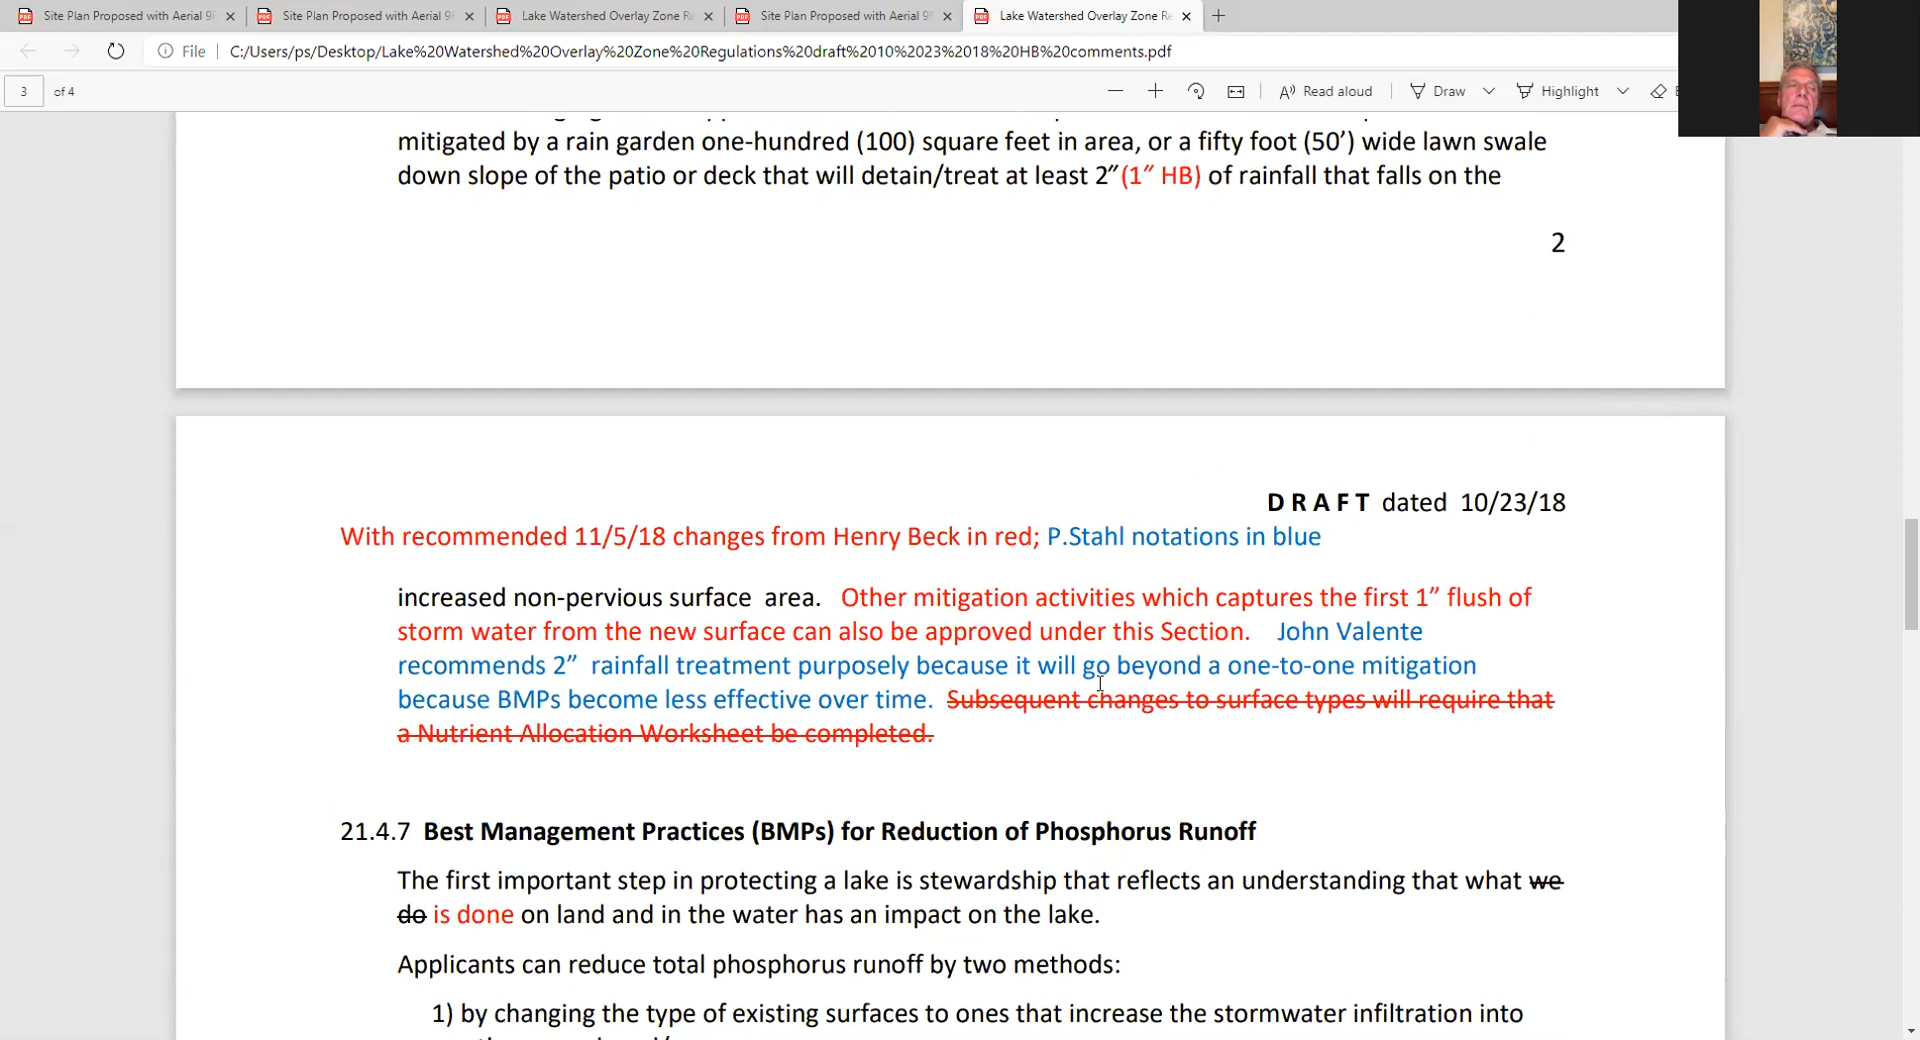 Site Plan Proposed with Aerial 9
Site Plan Proposed with Aerial 9
Lake Watershed Overlay Zone Re
Site Plan Proposed with Aerial 9
Lake Watershed Overlay Zone Re
File C:/Users/ps/Desktop/Lake%20Watershed%20Overlay%20Zone%20Regulations%20draft%2010%2023%2018%20HB%20comments.pdf
3 of 4 Read aloud Draw Highlight
mitigated by a rain garden one-hundred (100) square feet in area, or a fifty foot (50’) wide lawn swale
down slope of the patio or deck that will detain/treat at least 2”(1” HB) of rainfall that falls on the
2
D R A F T dated 10/23/18
With recommended 11/5/18 changes from Henry Beck in red; P.Stahl notations in blue
increased non-pervious surface area. Other mitigation activities which captures the first 1” flush of
storm water from the new surface can also be approved under this Section. John Valente
recommends 2” rainfall treatment purposely because it will go beyond a one-to-one mitigation
because BMPs become less effective over time. Subsequent changes to surface types will require that
a Nutrient Allocation Worksheet be completed.
21.4.7 Best Management Practices (BMPs) for Reduction of Phosphorus Runoff
The first important step in protecting a lake is stewardship that reflects an understanding that what we
do is done on land and in the water has an impact on the lake.
Applicants can reduce total phosphorus runoff by two methods:
1) by changing the type of existing surfaces to ones that increase the stormwater infiltration into